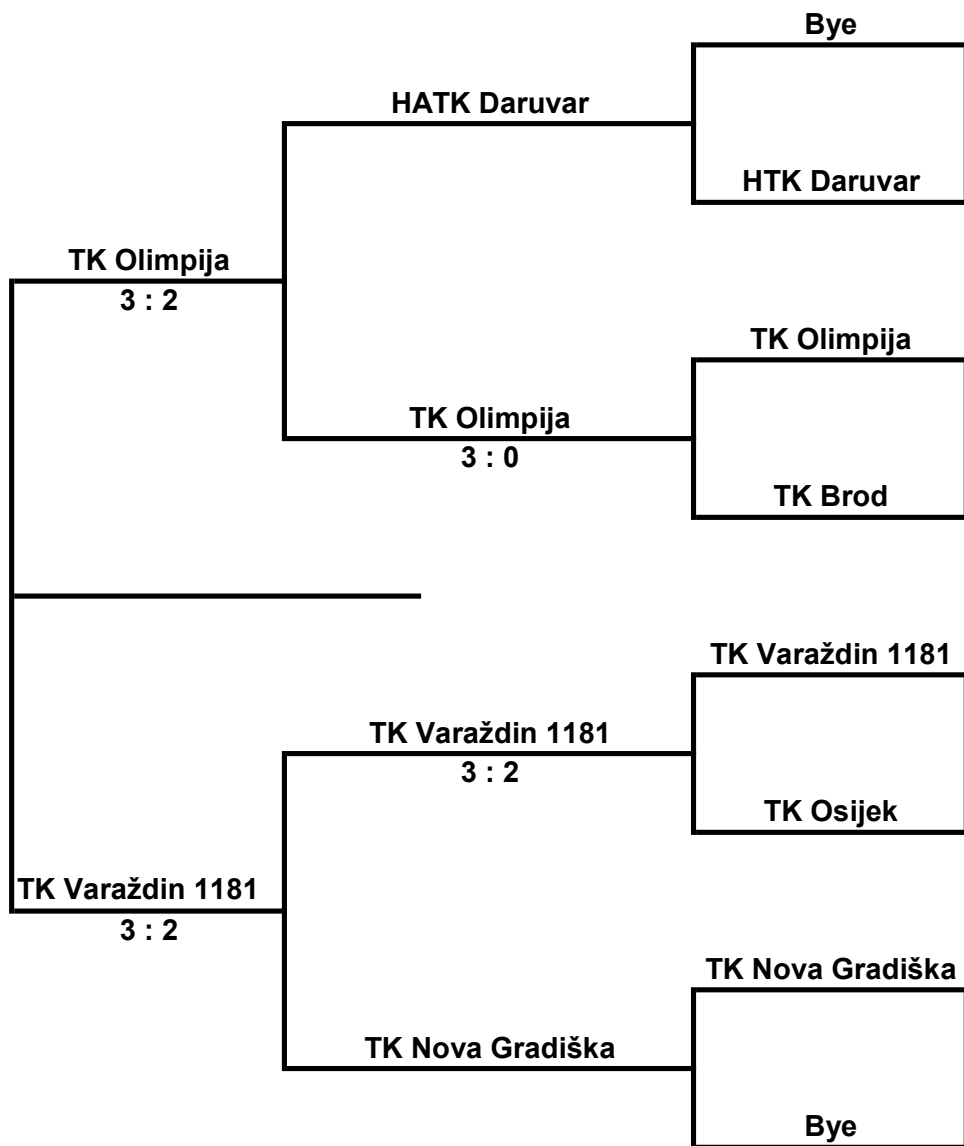 Bye
HATK Daruvar
HTK Daruvar
TK Olimpija
3 : 2
TK Olimpija
TK Olimpija
3 : 0
TK Brod
TK Varaždin 1181
TK Varaždin 1181
3 : 2
TK Osijek
TK Varaždin 1181
3 : 2
TK Nova Gradiška
TK Nova Gradiška
Bye